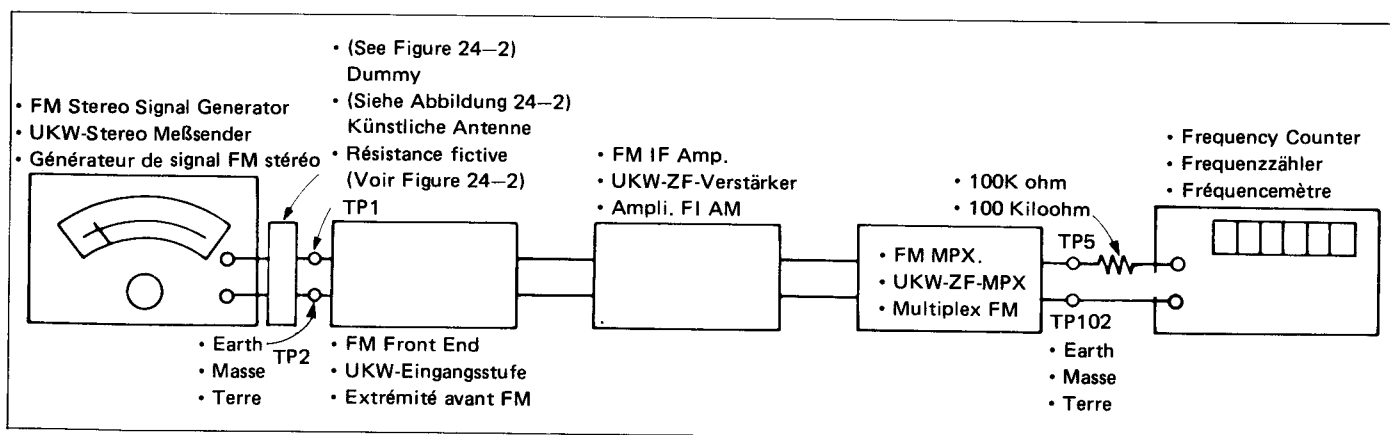 • FM Stereo Signal Generator
• UKW-Stereo Meßsender
• Générateur de signal FM stéréo
• (See Figure 24–2)
Dummy
• (Siehe Abbildung 24–2)
Künstliche Antenne
• Résistance fictive
(Voir Figure 24–2)
TP1
• Earth
• Masse
• Terre
TP2
• FM Front End
• UKW-Eingangsstufe
• Extrémité avant FM
• FM IF Amp.
• UKW-ZF-Verstärker
• Ampli. FI AM
• FM MPX.
• UKW-ZF-MPX
• Multiplex FM
• 100K ohm
• 100 Kiloohm
TP5
TP102
• Earth
• Masse
• Terre
• Frequency Counter
• Frequenzzähler
• Fréquencemètre